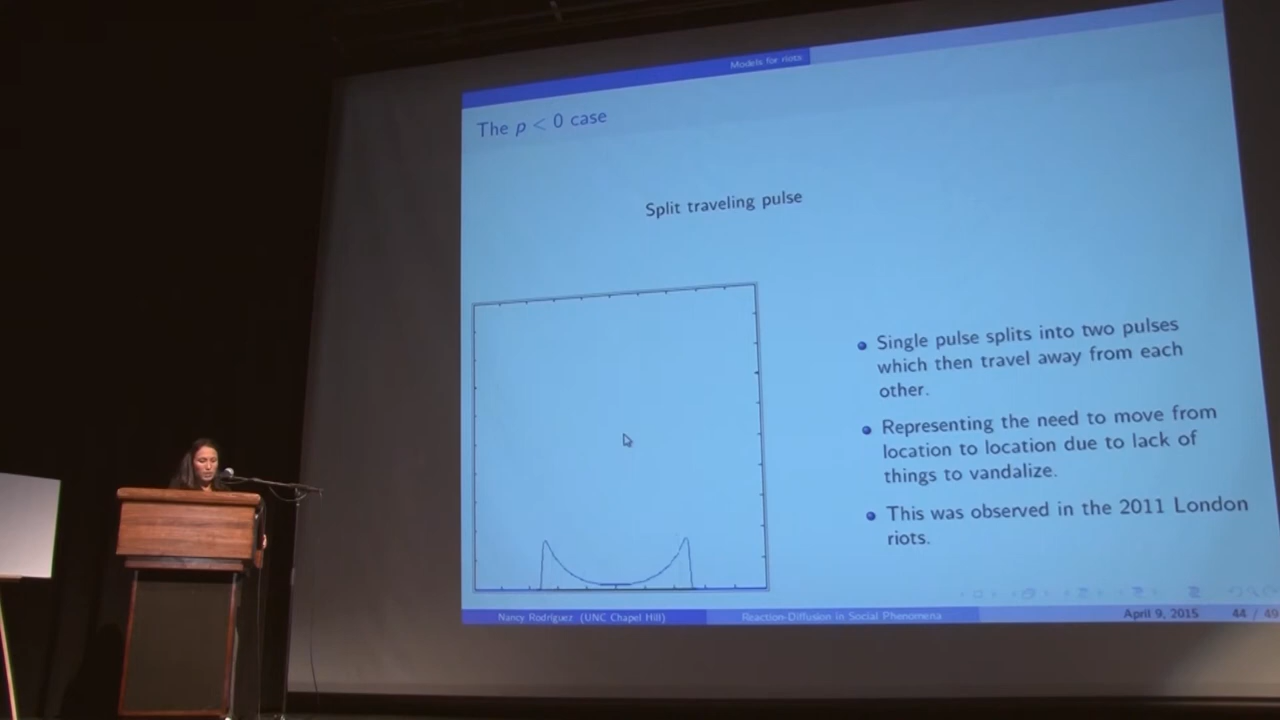 Models for riots
The p < 0 case
Split traveling pulse
Single pulse splits into two pulses
which then travel away from each
other.
Representing the need to move from
location to location due to lack of
things to vandalize.
This was observed in the 2011 London
riots.
Nancy Rodríguez (UNC Chapel Hill)
Reaction-Diffusion in Social Phenomena
April 9, 2015
44 / 49